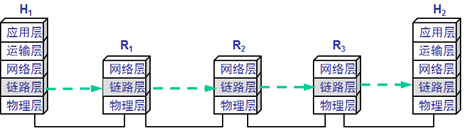 H1
H2
R1
R2
R3
应用层
运输层
网络层
链路层
物理层
网络层
链路层
物理层
网络层
链路层
物理层
网络层
链路层
物理层
应用层
运输层
网络层
链路层
物理层